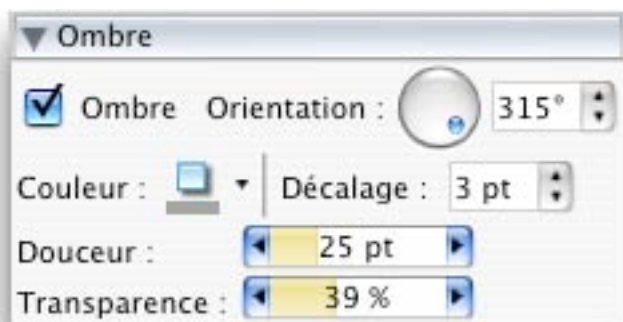 Ombre
Ombre Orientation : 315°
Couleur : Décalage : 3 pt
Douceur : 25 pt
Transparence : 39 %